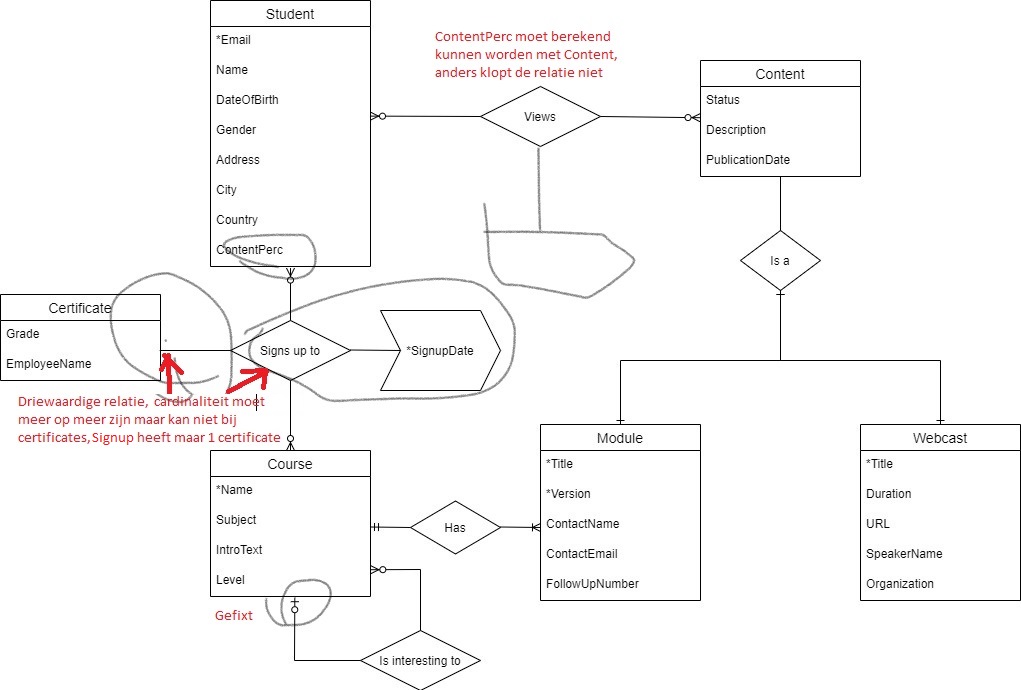 Student
*Email
Name
DateOfBirth
Gender
Address
City
Country
ContentPerc
ContentPerc moet berekend
kunnen worden met Content,
anders klopt de relatie niet
Views
Content
Status
Description
PublicationDate
Is a
Certificate
Grade
EmployeeName
Signs up to
*SignupDate
Driewaardige relatie, cardinaliteit moet
meer op meer zijn maar kan niet bij
certificates, Signup heeft maar 1 certificate
Course
*Name
Subject
IntroText
Level
Gefixt
Has
Is interesting to
Module
*Title
*Version
ContactName
ContactEmail
FollowUpNumber
Webcast
*Title
Duration
URL
SpeakerName
Organization